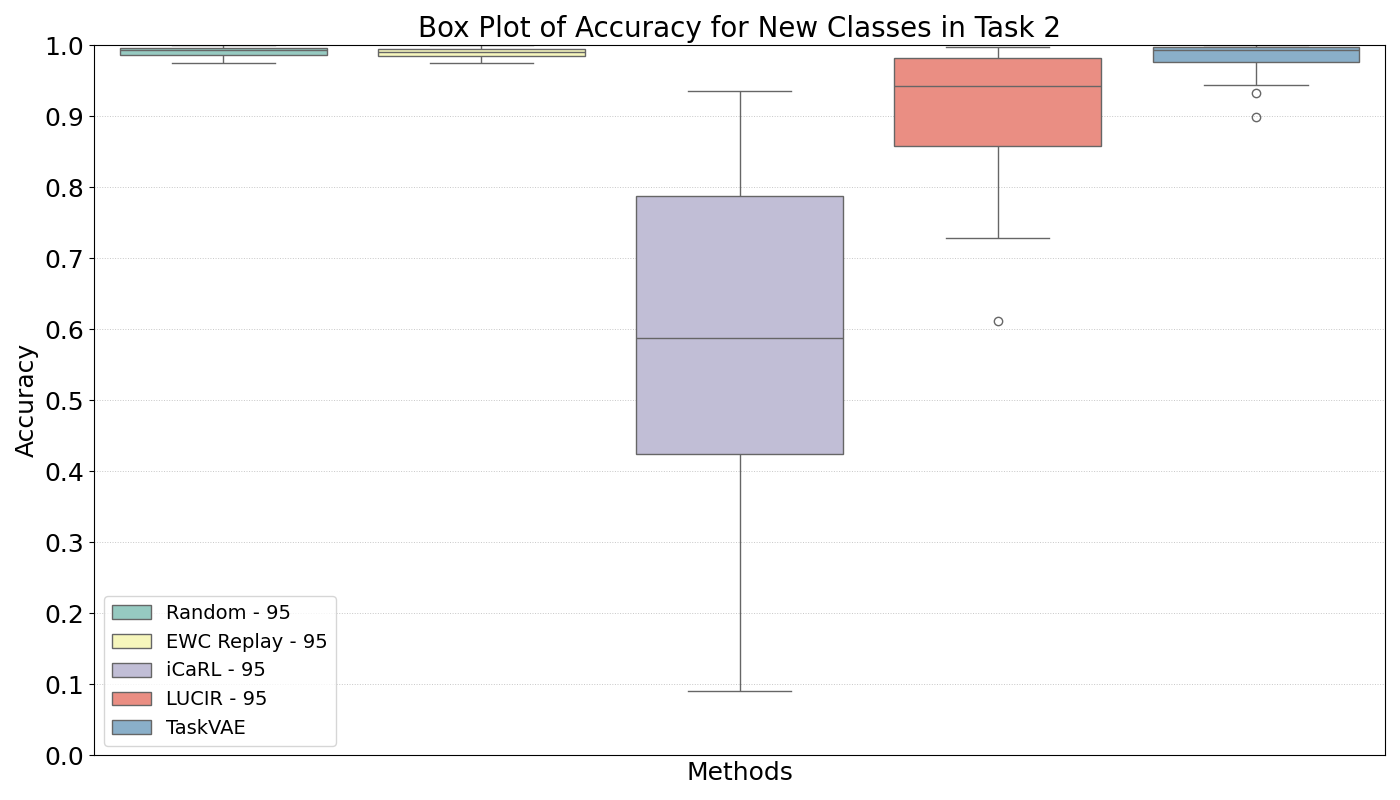 Box Plot of Accuracy for New Classes in Task 2
1.0
0.9
0.8
0.7
0.6
0.5
0.4
0.3
0.2
0.1
0.0
Accuracy
Random - 95
EWC Replay - 95
iCaRL - 95
LUCIR - 95
TaskVAE
Methods